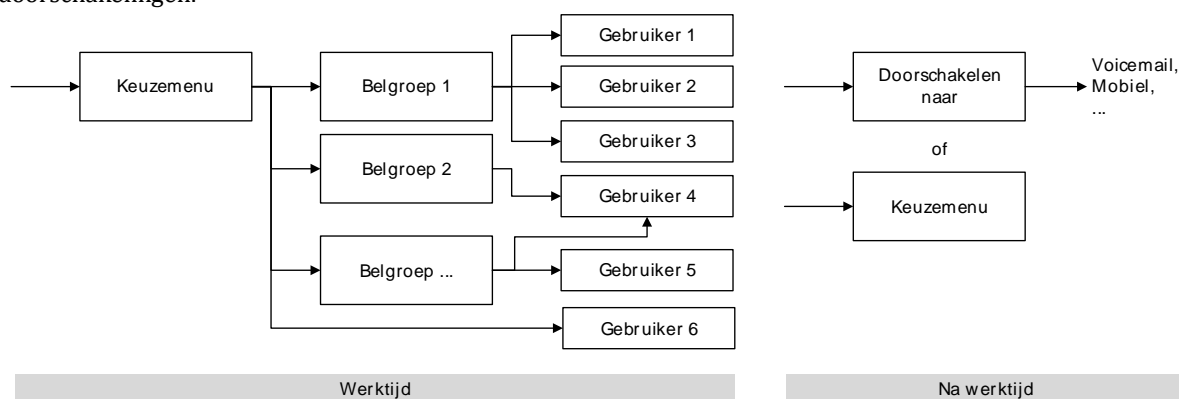 doorschakelingen.
Keuzemenu
Belgroep 1
Belgroep 2
Belgroep ...
Gebruiker 1
Gebruiker 2
Gebruiker 3
Gebruiker 4
Gebruiker 5
Gebruiker 6
Werktijd
Doorschakelen
naar
Voicemail,
Mobiel,
...
of
Keuzemenu
Na werktijd